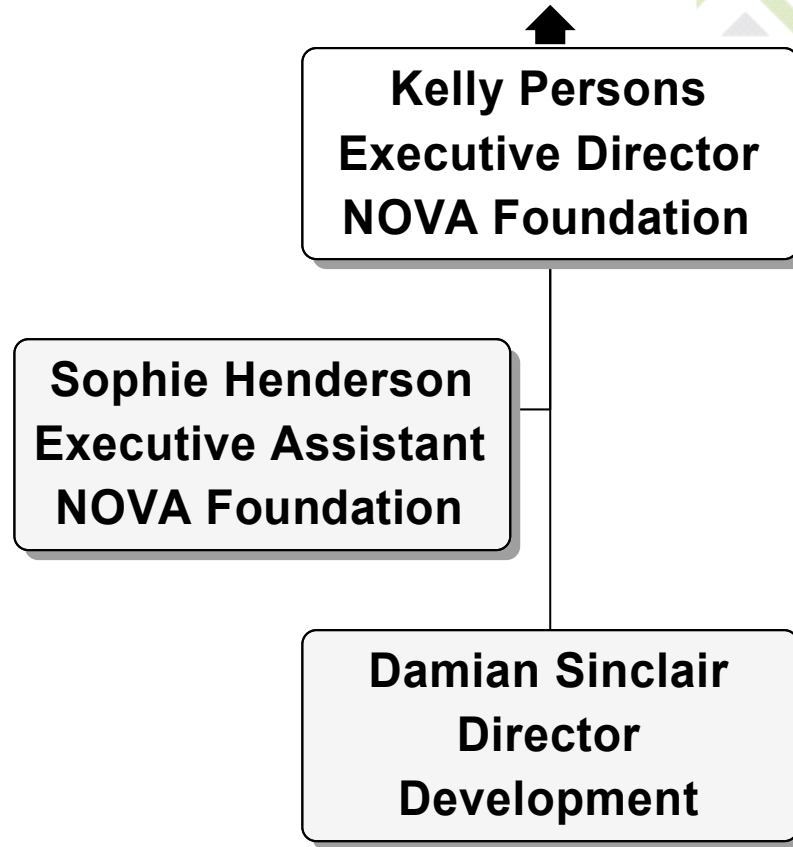 Kelly Persons
Executive Director
NOVA Foundation
Sophie Henderson
Executive Assistant
NOVA Foundation
Damian Sinclair
Director
Development